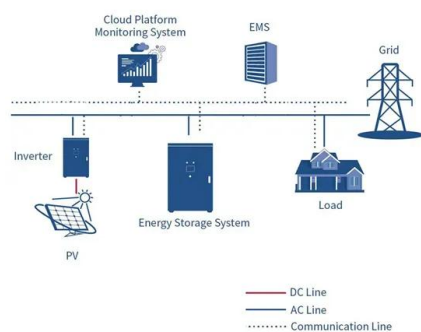 Cloud Platform
Monitoring System
EMS
Grid
Inverter
Energy Storage System
Load
PV
DC Line
AC Line
Communication Line